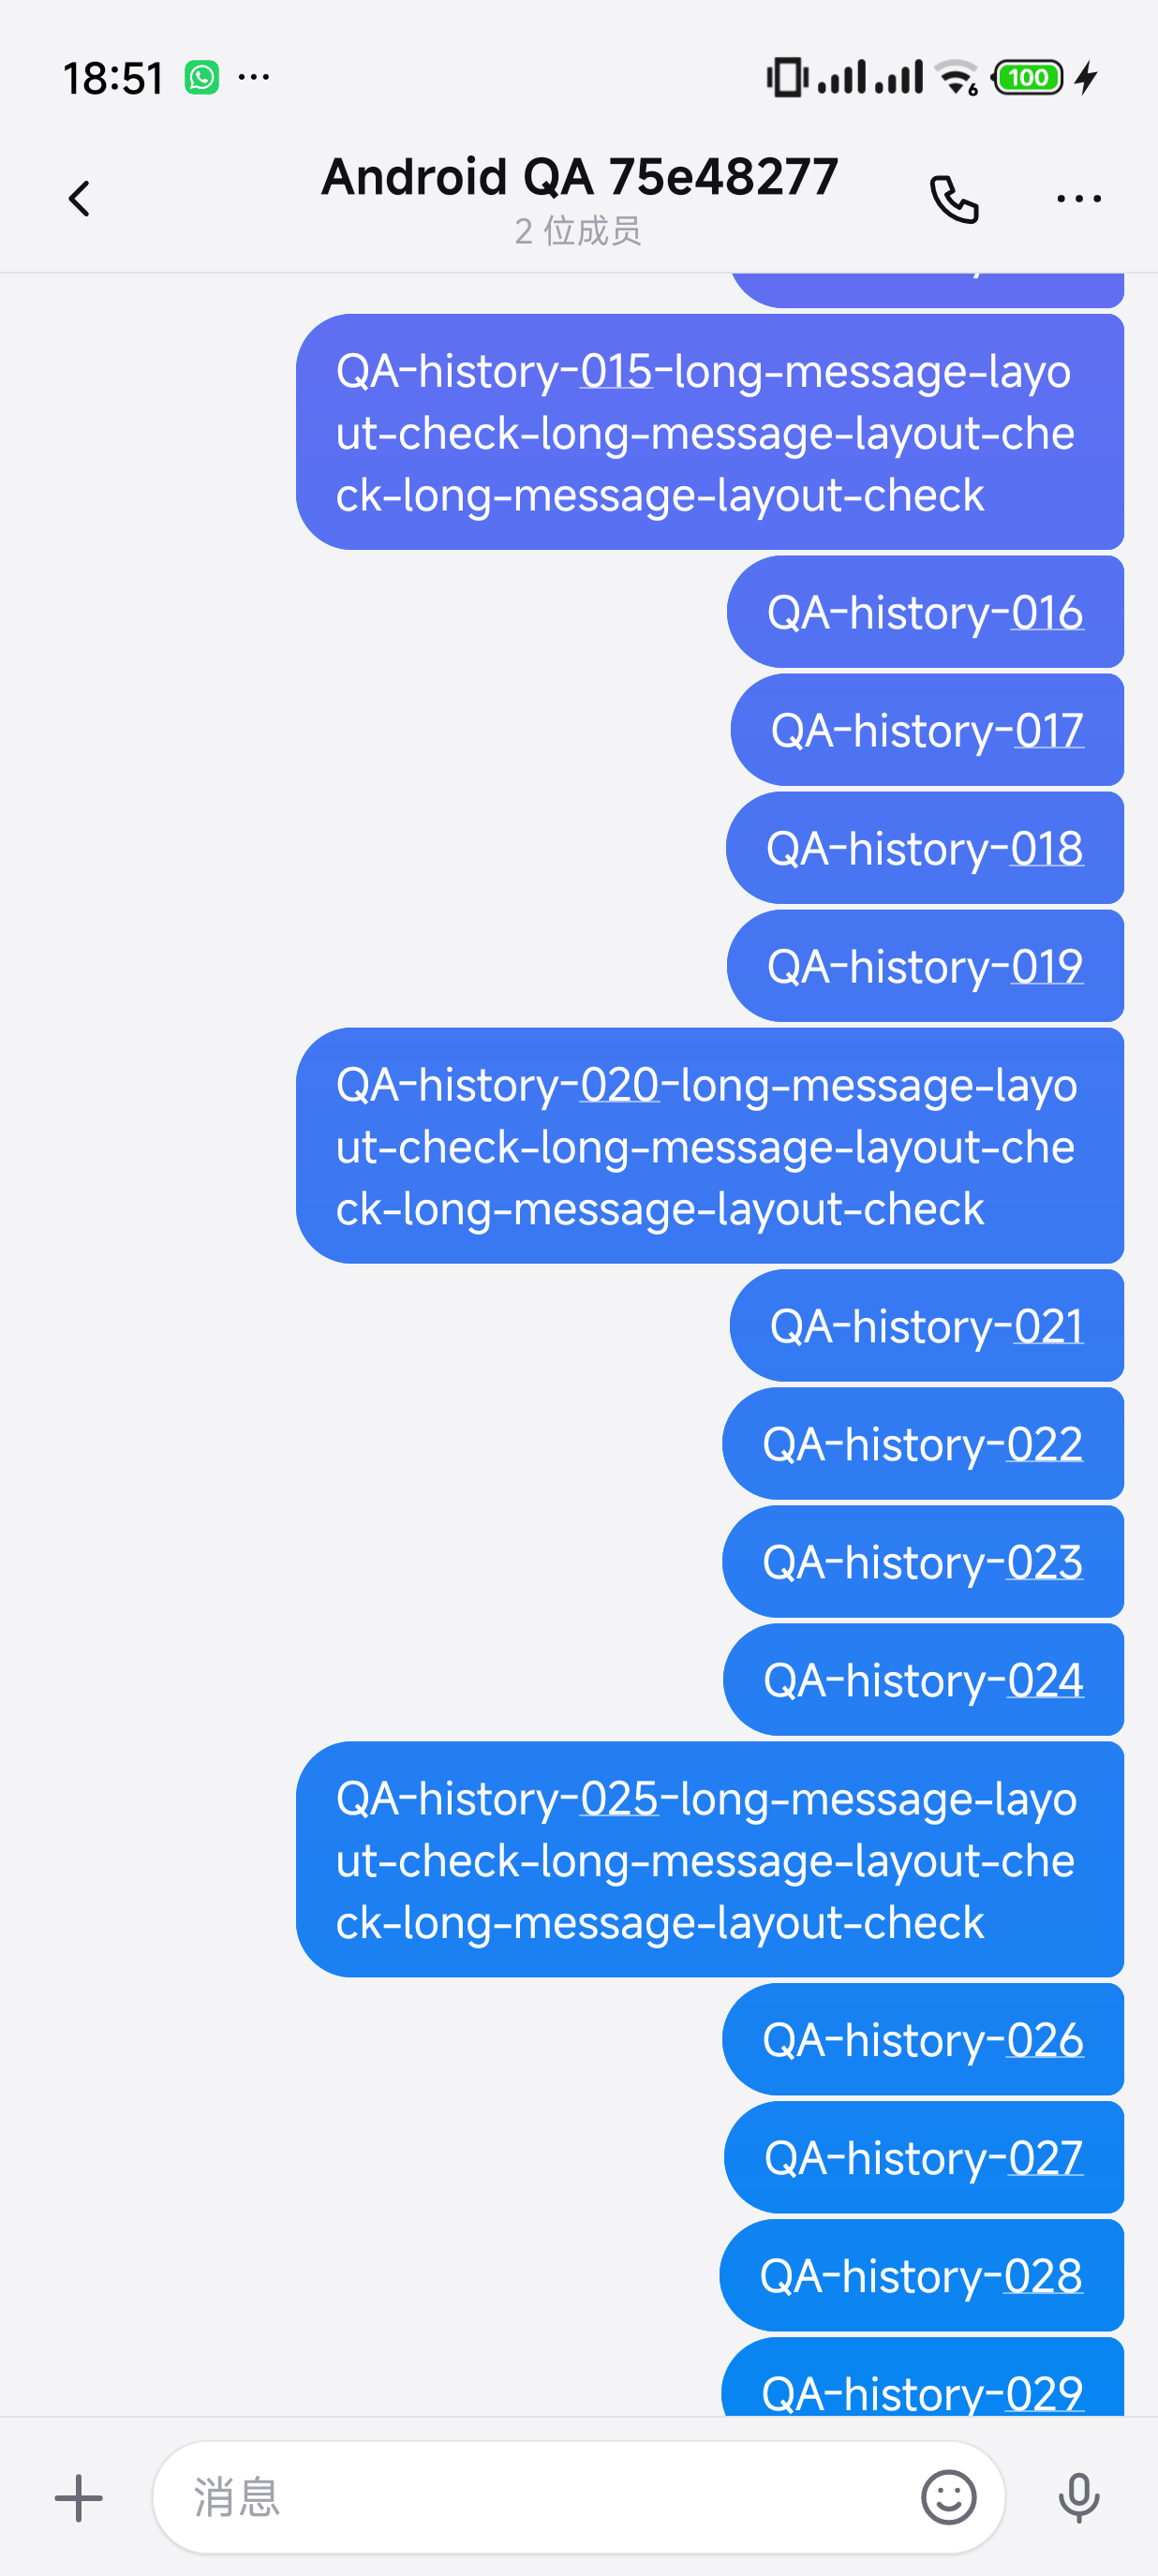 18:51
6
100
Android QA 75e48277
2 位成员
QA-history-015-long-message-layo
ut-check-long-message-layout-che
ck-long-message-layout-check
QA-history-016
QA-history-017
QA-history-018
QA-history-019
QA-history-020-long-message-layo
ut-check-long-message-layout-che
ck-long-message-layout-check
QA-history-021
QA-history-022
QA-history-023
QA-history-024
QA-history-025-long-message-layo
ut-check-long-message-layout-che
ck-long-message-layout-check
QA-history-026
QA-history-027
QA-history-028
QA-history-029
消息